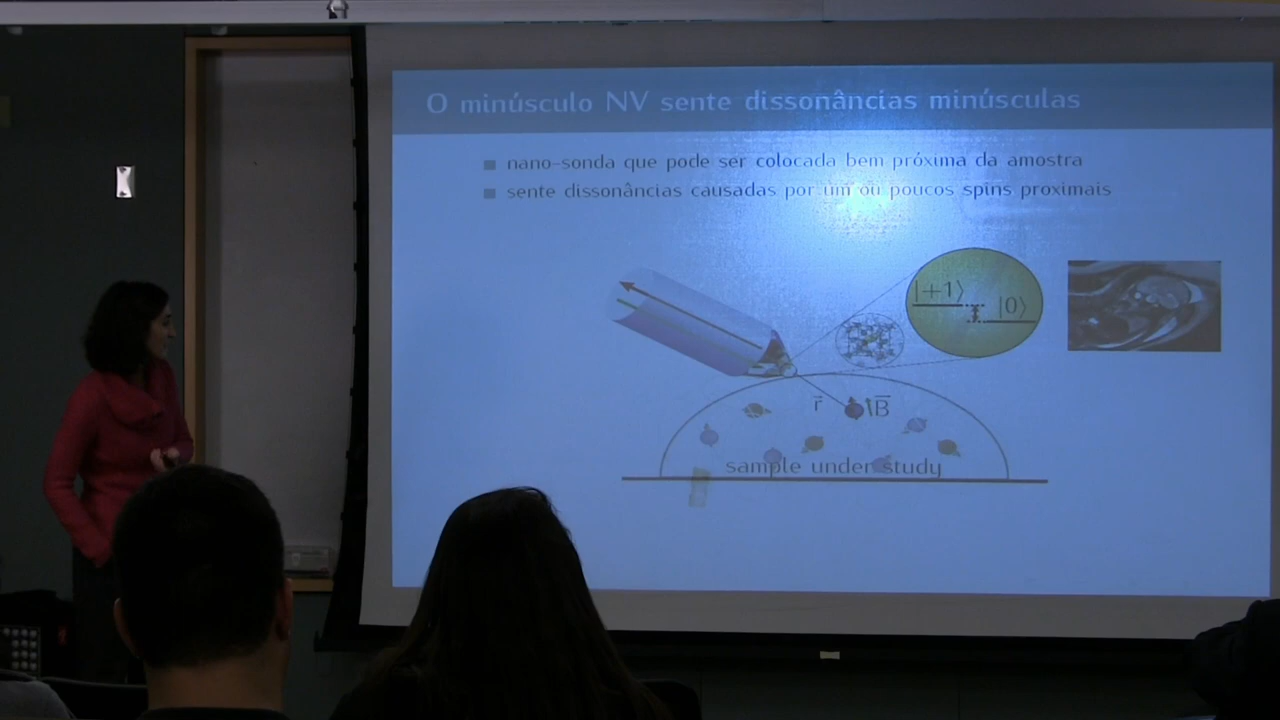 O minúsculo NV sente dissonâncias minúsculas
nano-sonda que pode ser colocada bem próxima da amostra
sente dissonâncias causadas por um ou poucos spins proximais
|+1⟩
|0⟩
r⃗
B⃗
sample under study